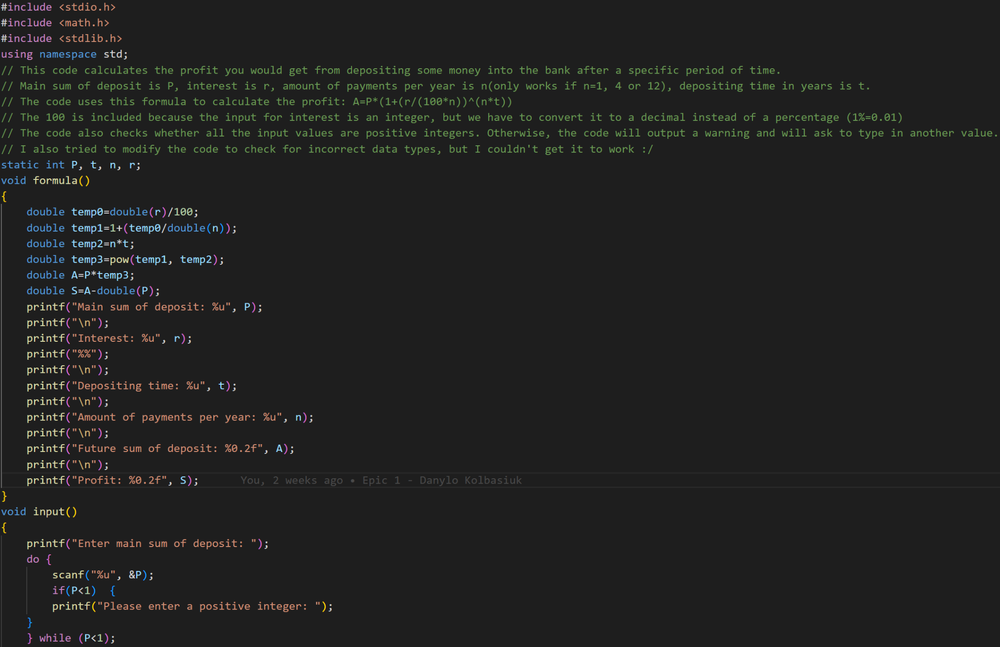 #include <stdio.h>
#include <math.h>
#include <stdlib.h>
using namespace std;
// This code calculates the profit you would get from depositing some money into the bank after a specific period of time.
// Main sum of deposit is P, interest is r, amount of payments per year is n(only works if n=1, 4 or 12), depositing time in years is t.
// The code uses this formula to calculate the profit: A=P*(1+(r/(100*n))^(n*t))
// The 100 is included because the input for interest is an integer, but we have to convert it to a decimal instead of a percentage (1%=0.01)
// The code also checks whether all the input values are positive integers. Otherwise, the code will output a warning and will ask to type in another value.
// I also tried to modify the code to check for incorrect data types, but I couldn't get it to work :/
static int P, t, n, r;
void formula()
{
    double temp0=double(r)/100;
    double temp1=1+(temp0/double(n));
    double temp2=n*t;
    double temp3=pow(temp1, temp2);
    double A=P*temp3;
    double S=A-double(P);
    printf("Main sum of deposit: %u", P);
    printf("\n");
    printf("Interest: %u", r);
    printf("%%");
    printf("\n");
    printf("Depositing time: %u", t);
    printf("\n");
    printf("Amount of payments per year: %u", n);
    printf("\n");
    printf("Future sum of deposit: %0.2f", A);
    printf("\n");
    printf("Profit: %0.2f", S); You, 2 weeks ago • Epic 1 - Danylo Kolbasiuk
}
void input()
{
    printf("Enter main sum of deposit: ");
    do {
        scanf("%u", &P);
        if(P<1)  {
        printf("Please enter a positive integer: ");
    }
    } while (P<1);